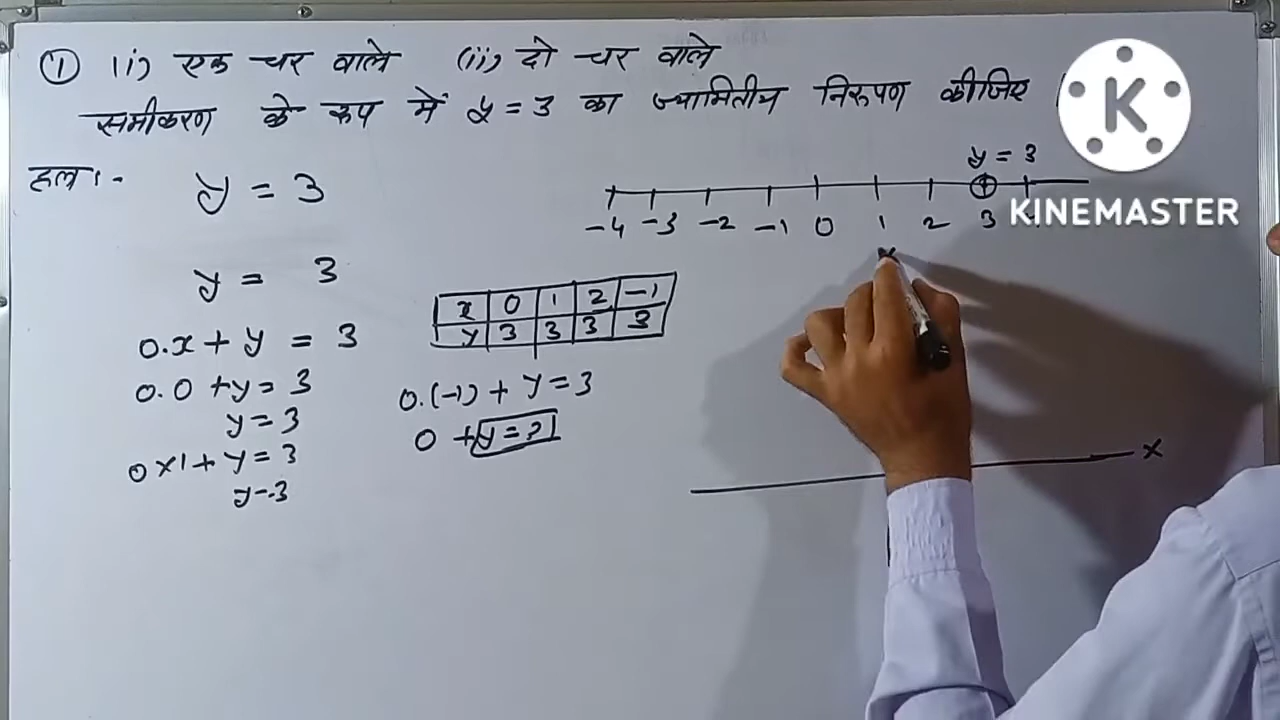 ① (i) एक चर वाले (ii) दो चर वाले
समीकरण के रूप में y = 3 का ज्यामितीय निरुपण कीजिए
हल:-
y = 3
y = 3
0.x + y = 3
0.0 + y = 3
y = 3
0×1 + y = 3
y-3
x 0 1 2 -1
y 3 3 3 3
0.(-1) + y = 3
0 + y = 3
y = 3
-4 -3 -2 -1 0 1 2 3
x
K
KINEMASTER